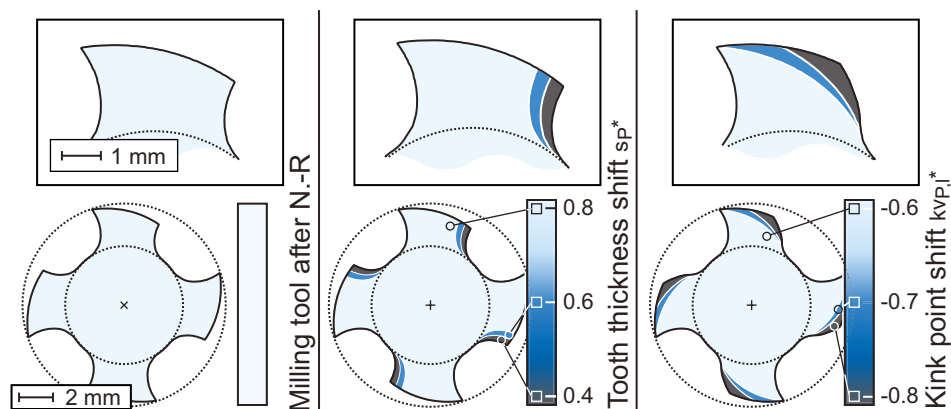 1 mm
2 mm
Milling tool after N.-R
0.8
0.6
0.4
Tooth thickness shift sP*
-0.6
-0.7
-0.8
Kink point shift kvP,l*